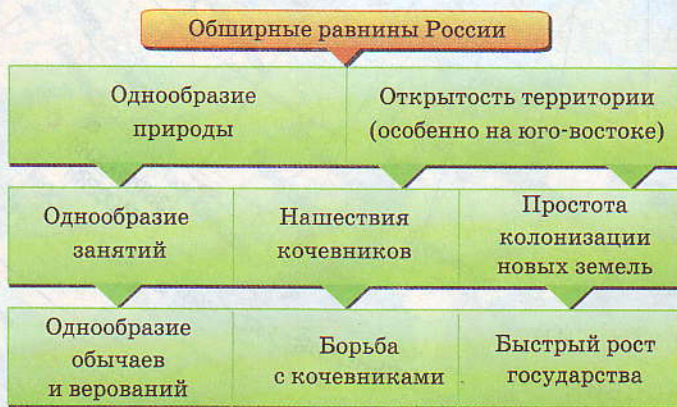 Обширные равнины России
Однообразие
природы
Открытость территории
(особенно на юго-востоке)
Однообразие
занятий
Нашествия
кочевников
Простота
колонизации
новых земель
Однообразие
обычаев
и верований
Борьба
с кочевниками
Быстрый рост
государства